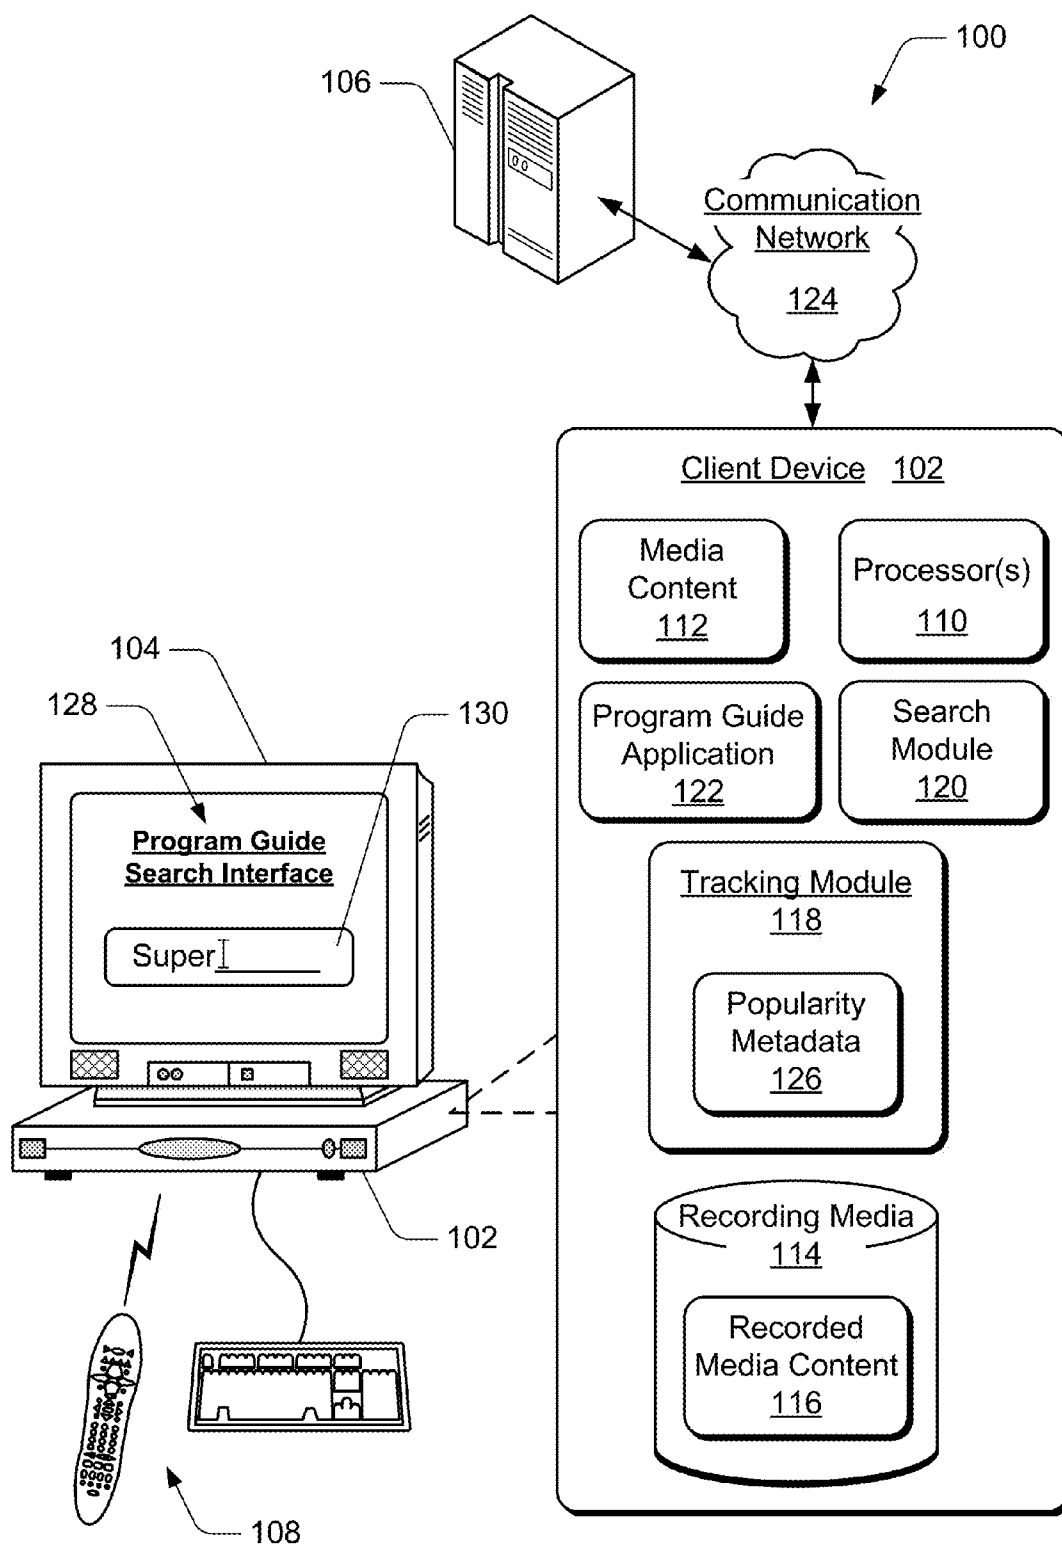 100
106
Communication
Network
124
Client Device 102
Media
Content
112
Processor(s)
110
Program Guide
Application
122
Search
Module
120
Tracking Module
118
Popularity
Metadata
126
Recording Media
114
Recorded
Media Content
116
104
128
130
Program Guide
Search Interface
Super
102
108